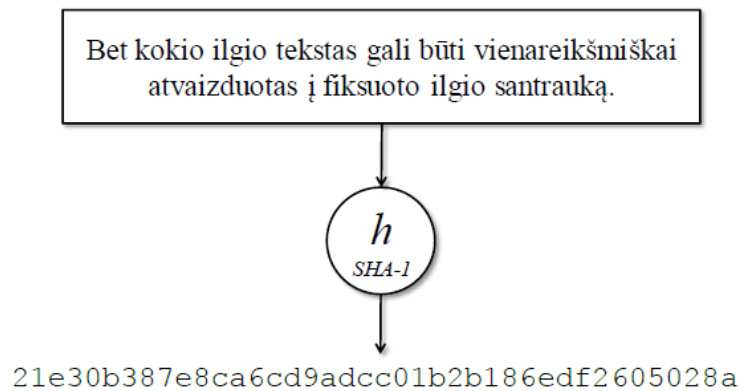 Bet kokio ilgio tekstas gali būti vienareikšmiškai
atvaizduotas į fiksuoto ilgio santrauką.
h
SHA-1
21e30b387e8ca6cd9adcc01b2b186edf2605028a